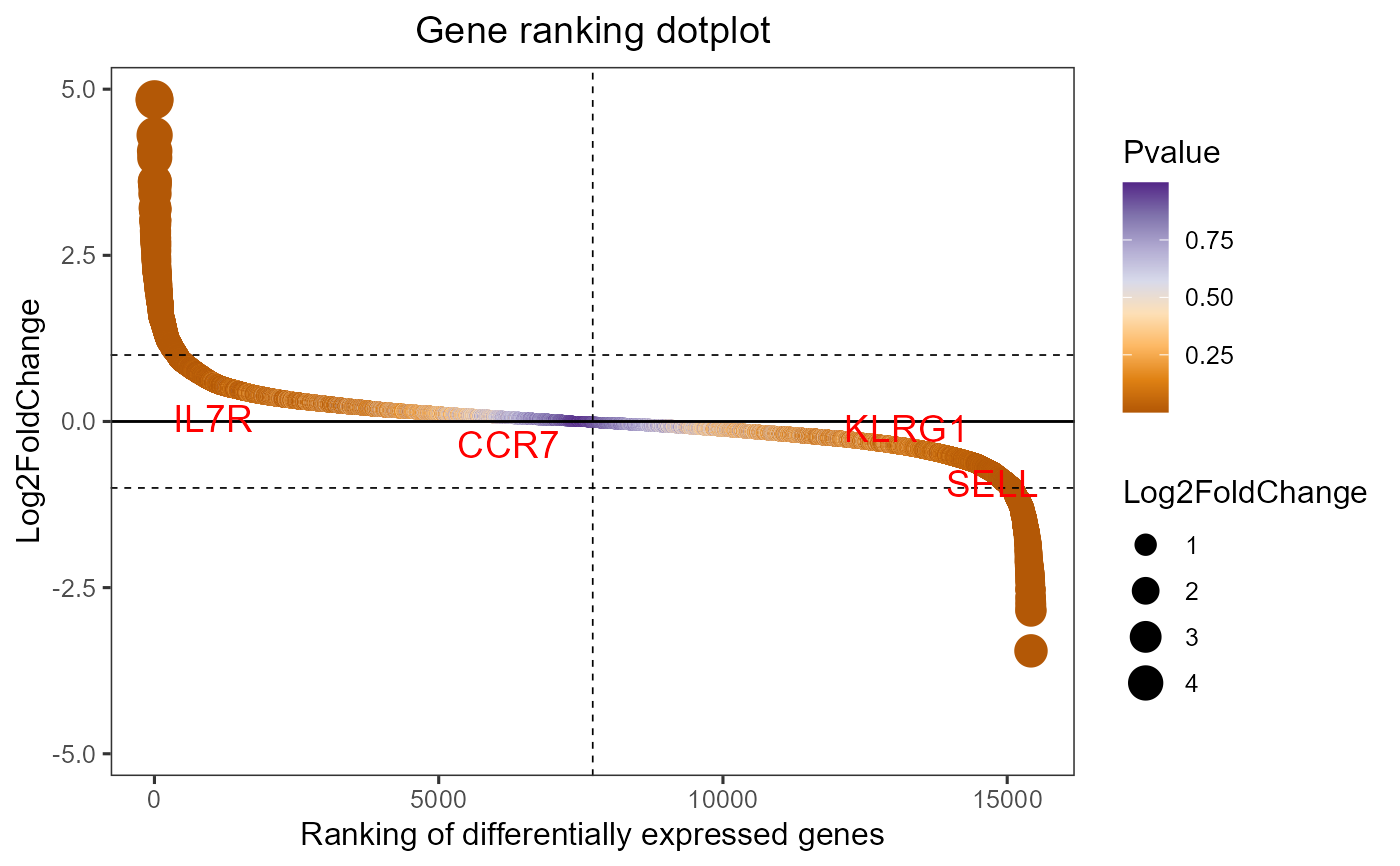 Gene ranking dotplot
Log2FoldChange
5.0
2.5
0.0
-2.5
-5.0
IL7R
CCR7
KLRG1
SELL
0
5000
10000
15000
Ranking of differentially expressed genes
Pvalue
0.75
0.50
0.25
Log2FoldChange
1
2
3
4